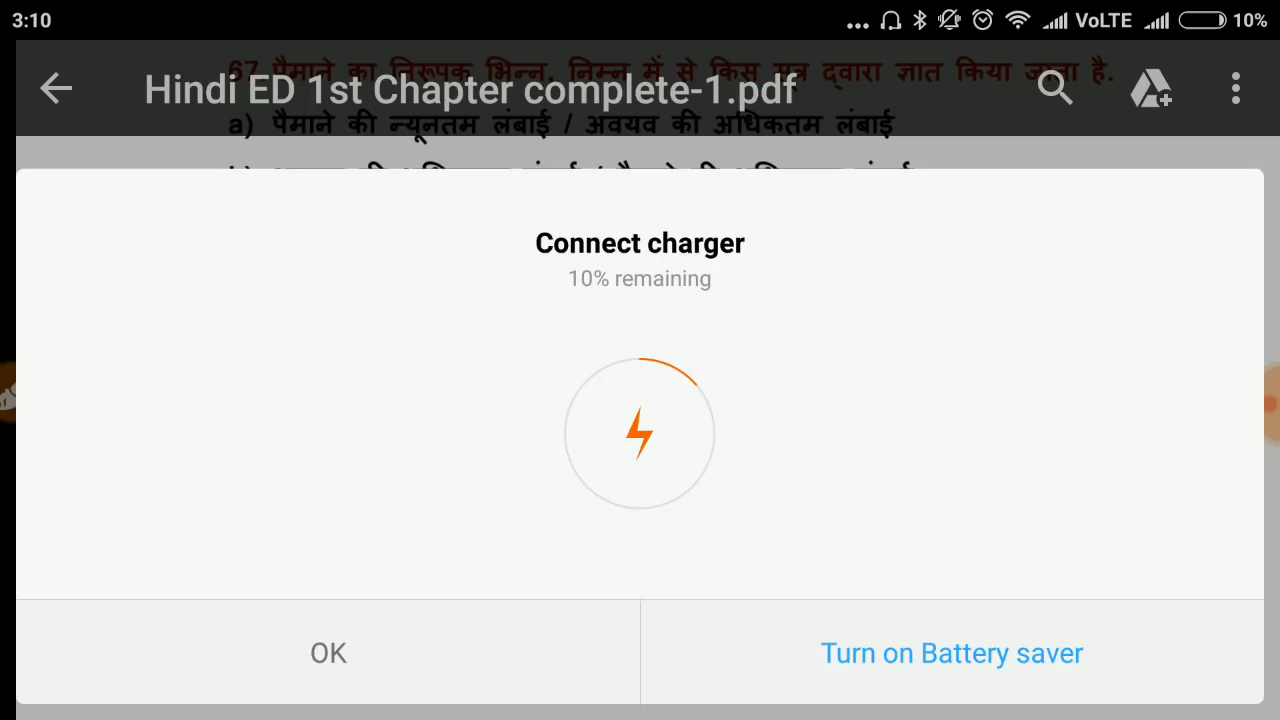 3:10
VoLTE
10%
67 पैमाने का निरूपक भिन्न, निम्न में से किस सूत्र द्वारा ज्ञात किया जाता है.
Hindi ED 1st Chapter complete-1.pdf
a) पैमाने की न्यूनतम लंबाई / अवयव की अधिकतम लंबाई
Connect charger
10% remaining
OK
Turn on Battery saver